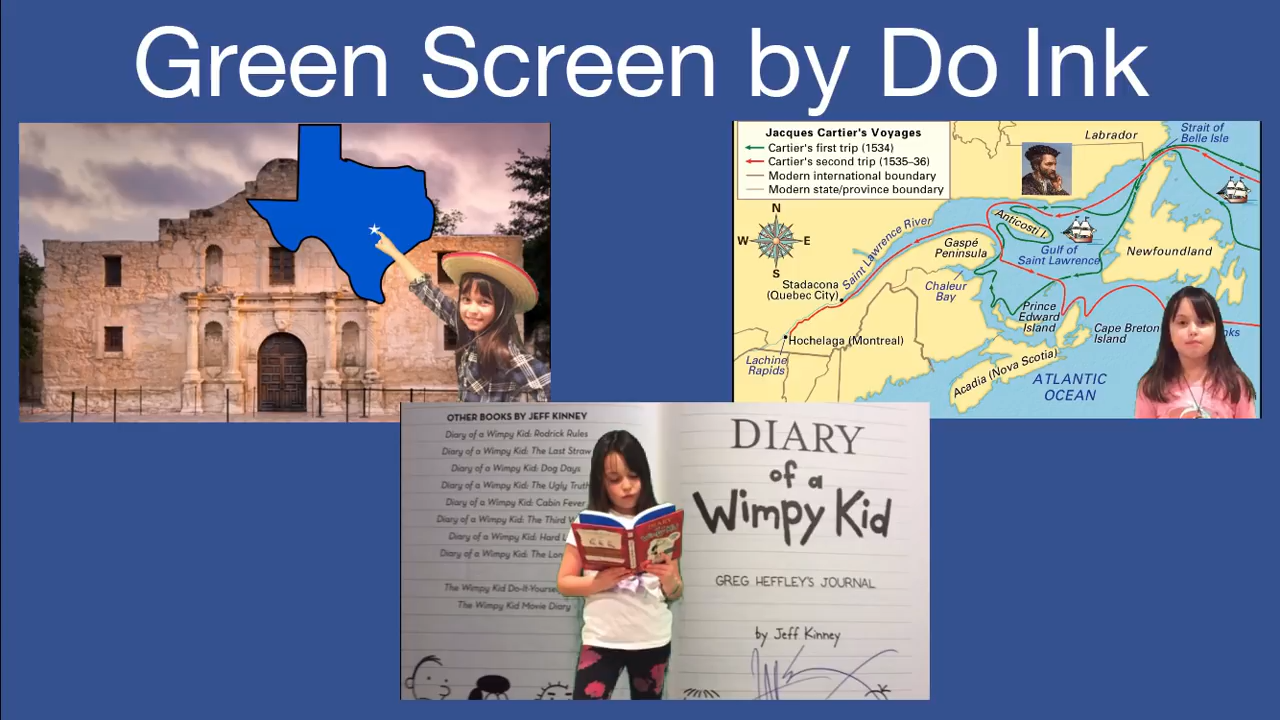 Green Screen by Do Ink
Jacques Cartier's Voyages
Cartier's first trip (1534)
Cartier's second trip (1535–36)
Modern international boundary
Modern state/province boundary
Labrador
Strait of
Belle Isle
N
W E
S
Saint Lawrence River
Anticosti I.
Gaspé
Peninsula
Gulf of
Saint Lawrence
Newfoundland
Stadacona
(Quebec City)
Chaleur
Bay
Prince
Edward
Island
Cape Breton
Island
nks
Hochelaga (Montreal)
Lachine
Rapids
Acadia (Nova Scotia)
ATLANTIC
OCEAN
OTHER BOOKS BY JEFF KINNEY
Diary of a Wimpy Kid: Rodrick Rules
Diary of a Wimpy Kid: The Last Straw
Diary of a Wimpy Kid: Dog Days
Diary of a Wimpy Kid: The Ugly Truth
Diary of a Wimpy Kid: Cabin Fever
Diary of a Wimpy Kid: The Third W
Diary of a Wimpy Kid: Hard L
Diary of a Wimpy Kid: The Lon
The Wimpy Kid Do-It-Yourse
The Wimpy Kid Movie Diary
DIARY
of a
Wimpy Kid
GREG HEFFLEY'S JOURNAL
by Jeff Kinney
DIARY